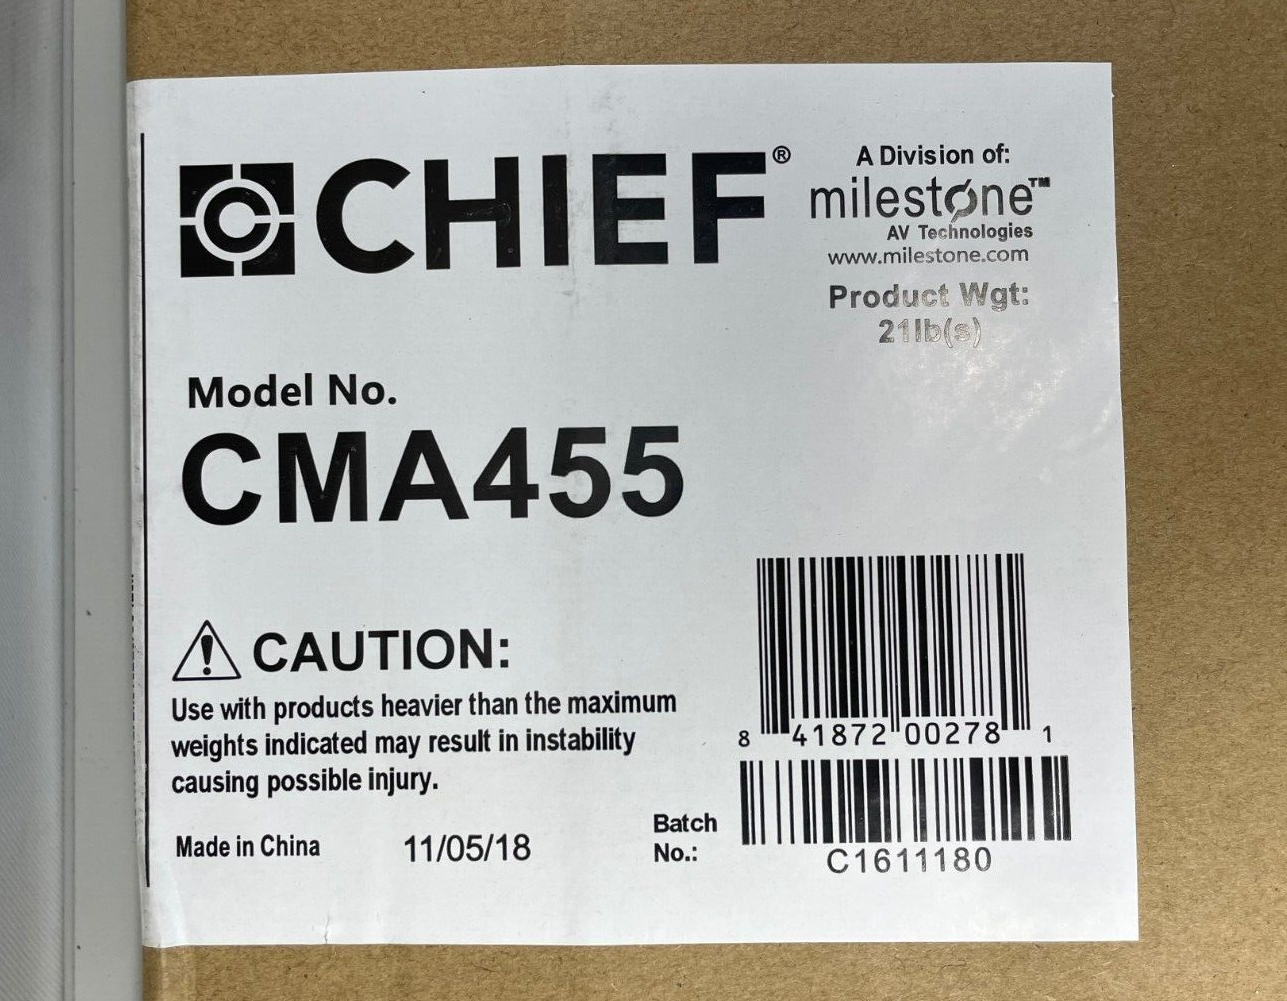 CHIEF®
A Division of:
milestone™
AV Technologies
www.milestone.com
Product Wgt:
21lb(s)
Model No.
CMA455
CAUTION:
Use with products heavier than the maximum
weights indicated may result in instability
causing possible injury.
8 41872 00278 1
Made in China
11/05/18
Batch
No.:
C1611180